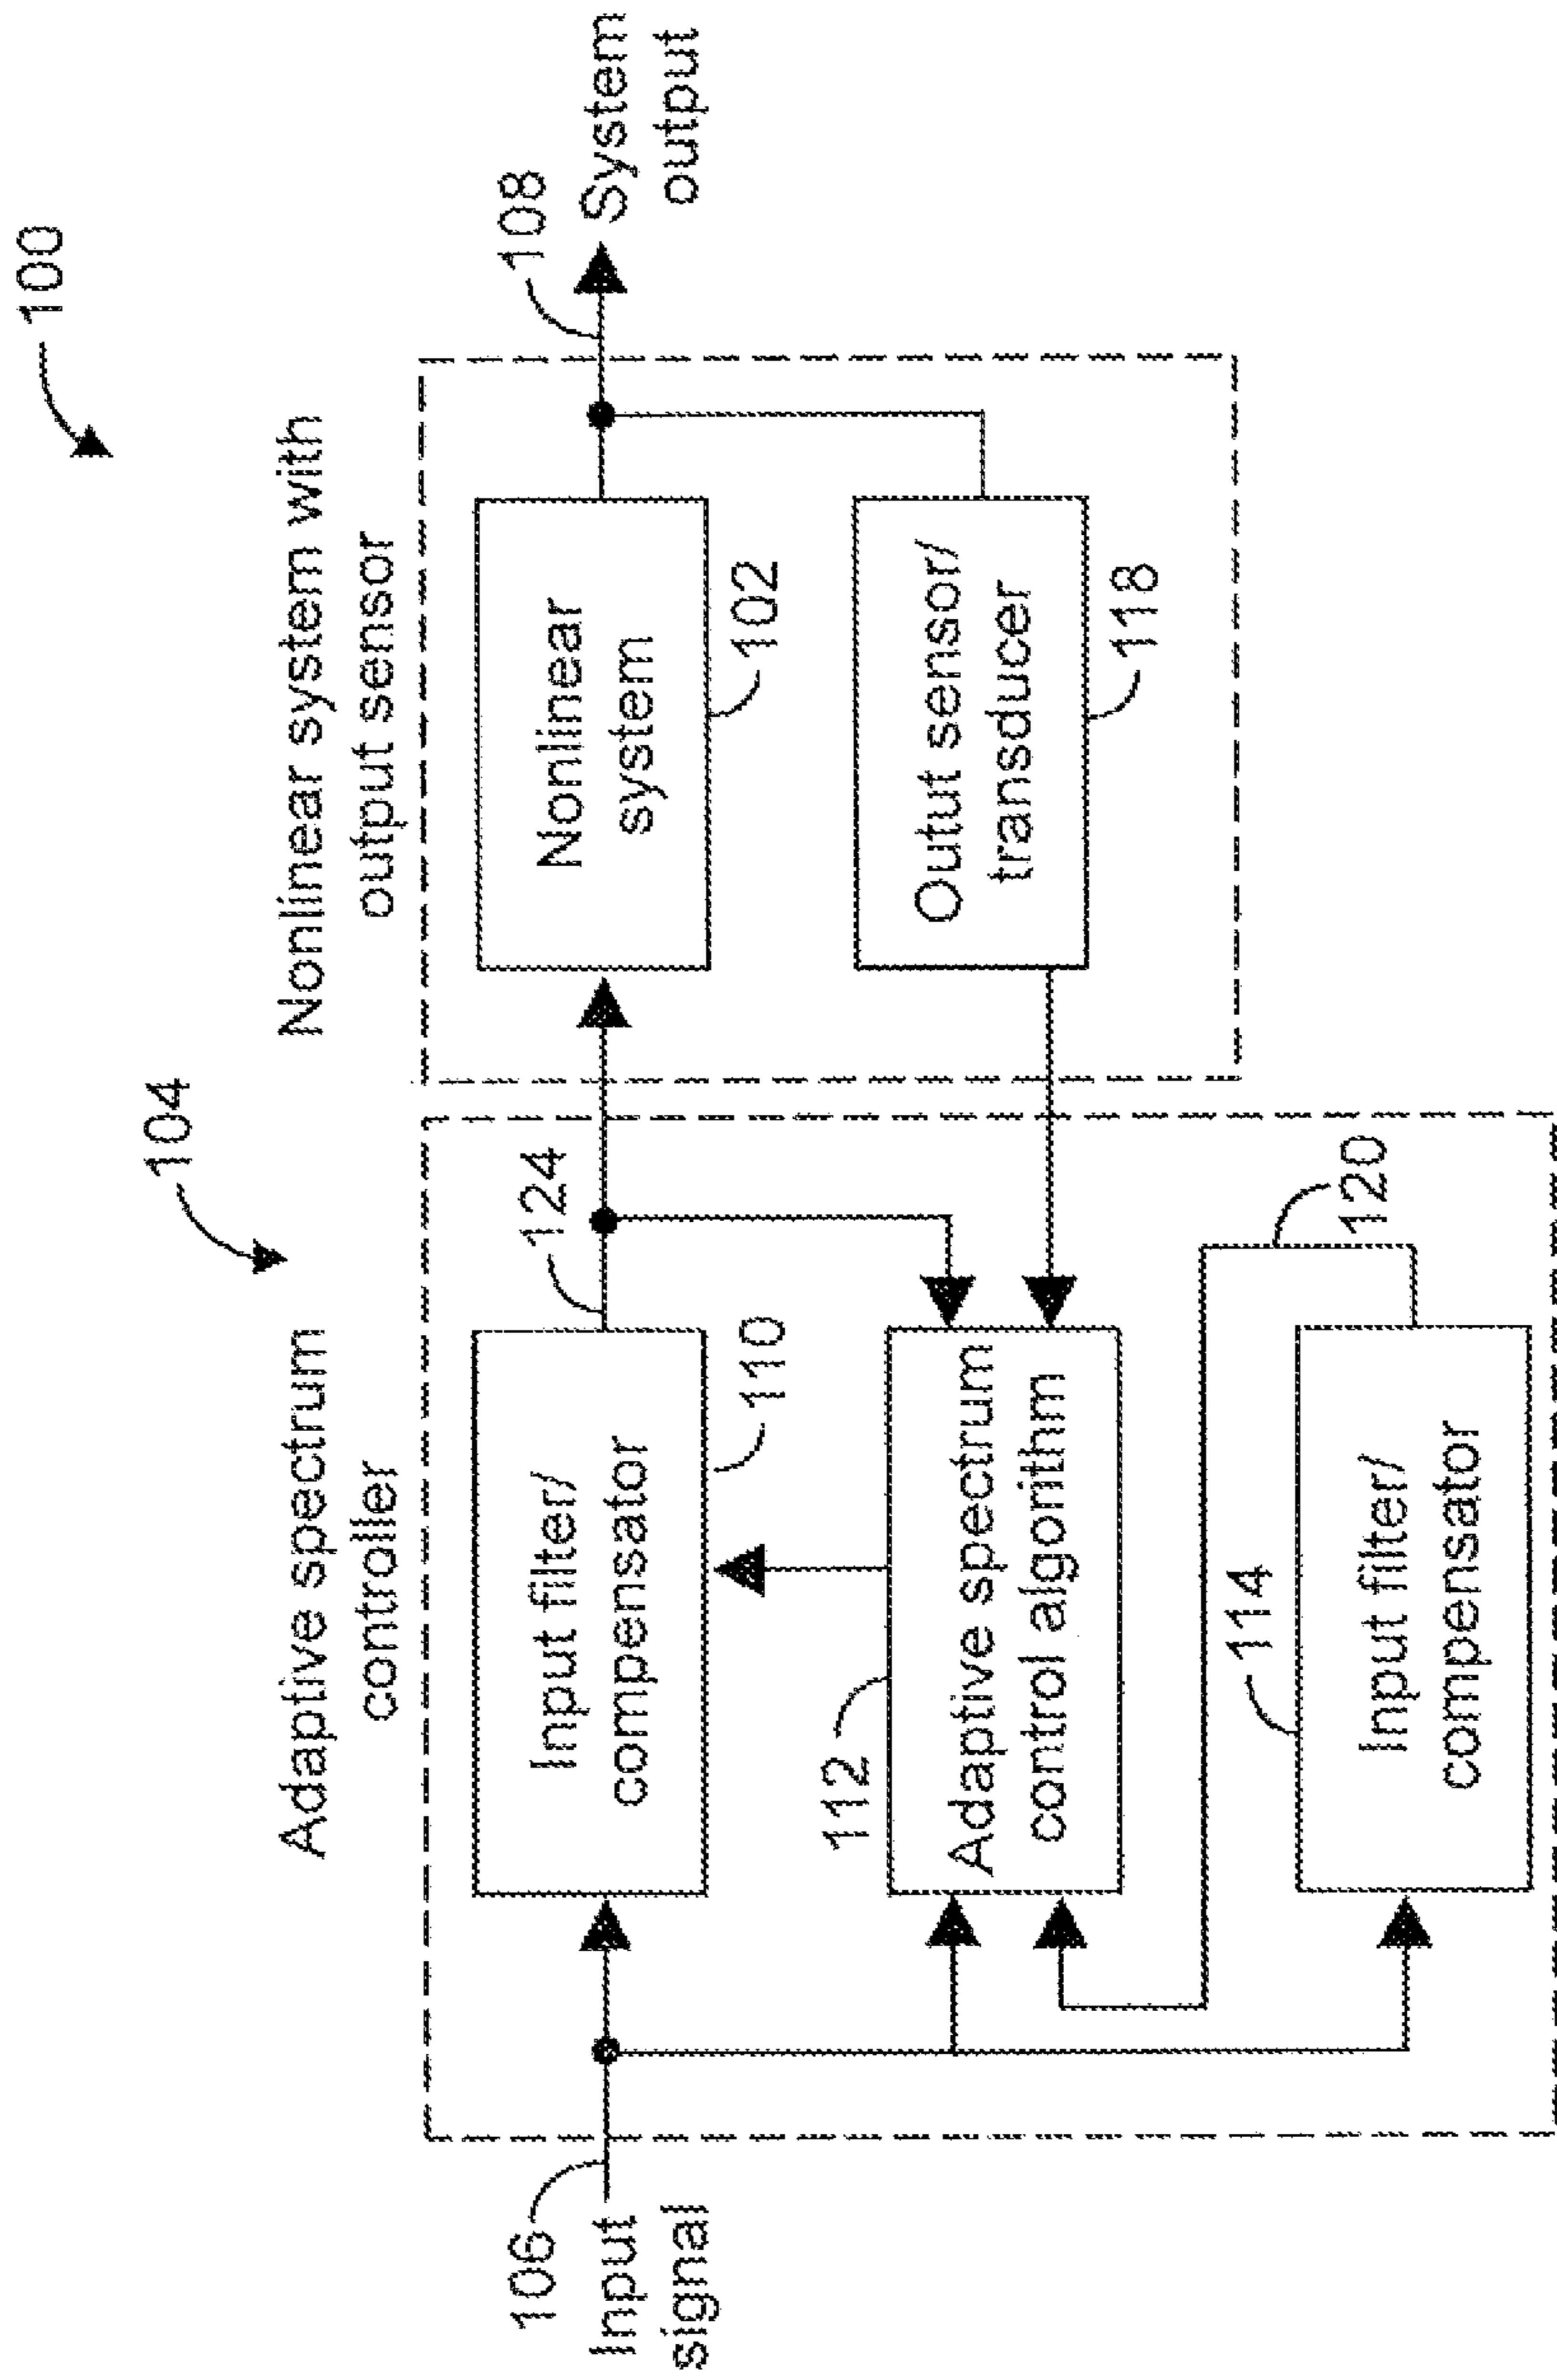 100
104
Adaptive spectrum
controller
Nonlinear system with
output sensor
106
Input
signal
Input filter/
compensator
110
124
Nonlinear
system
102
108
System
output
112
Adaptive spectrum
control algorithm
Outut sensor/
transducer
118
114
Input filter/
compensator
120